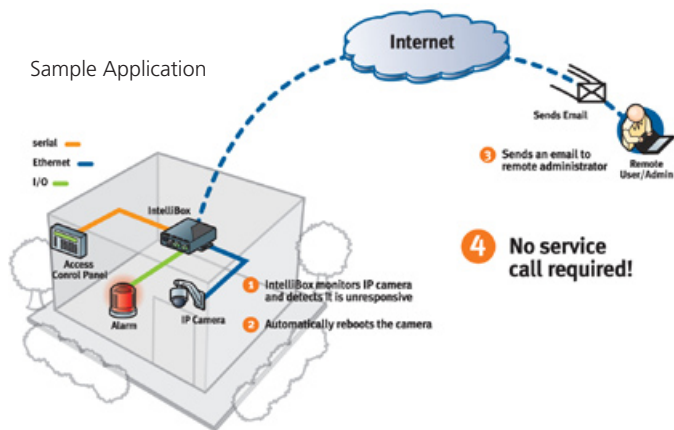 Internet
Sample Application
Sends Email
serial
Ethernet
I/O
3 Sends an email to
remote administrator
Remote
User/Admin
IntelliBox
4 No service
call required!
Access
Conrol Panel
1 IntelliBox monitors IP camera
and detects it is unresponsive
Alarm
IP Camera
2 Automatically reboots the camera